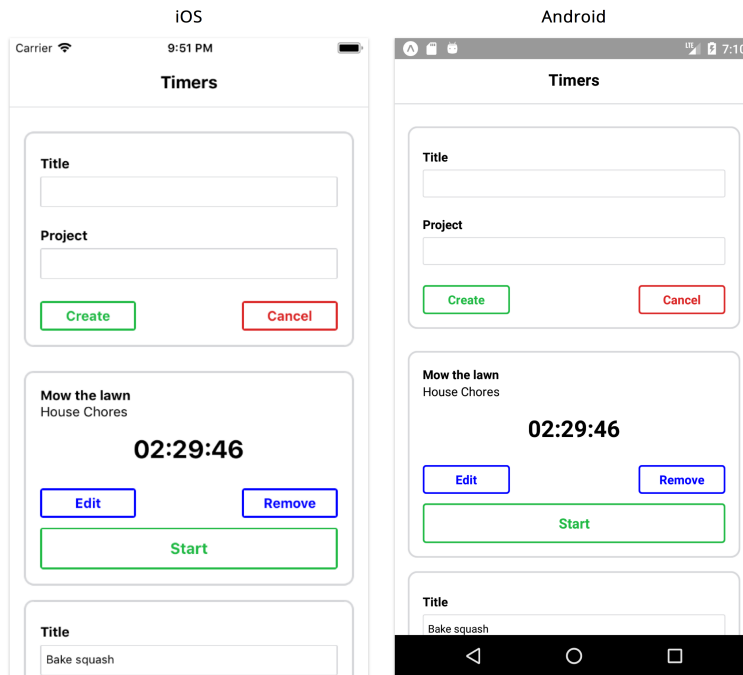 iOS
Carrier 9:51 PM
Timers
Title
Project
Create Cancel
Mow the lawn
House Chores
02:29:46
Edit Remove
Start
Title
Bake squash
Android
LTE 7:10
Timers
Title
Project
Create Cancel
Mow the lawn
House Chores
02:29:46
Edit Remove
Start
Title
Bake squash